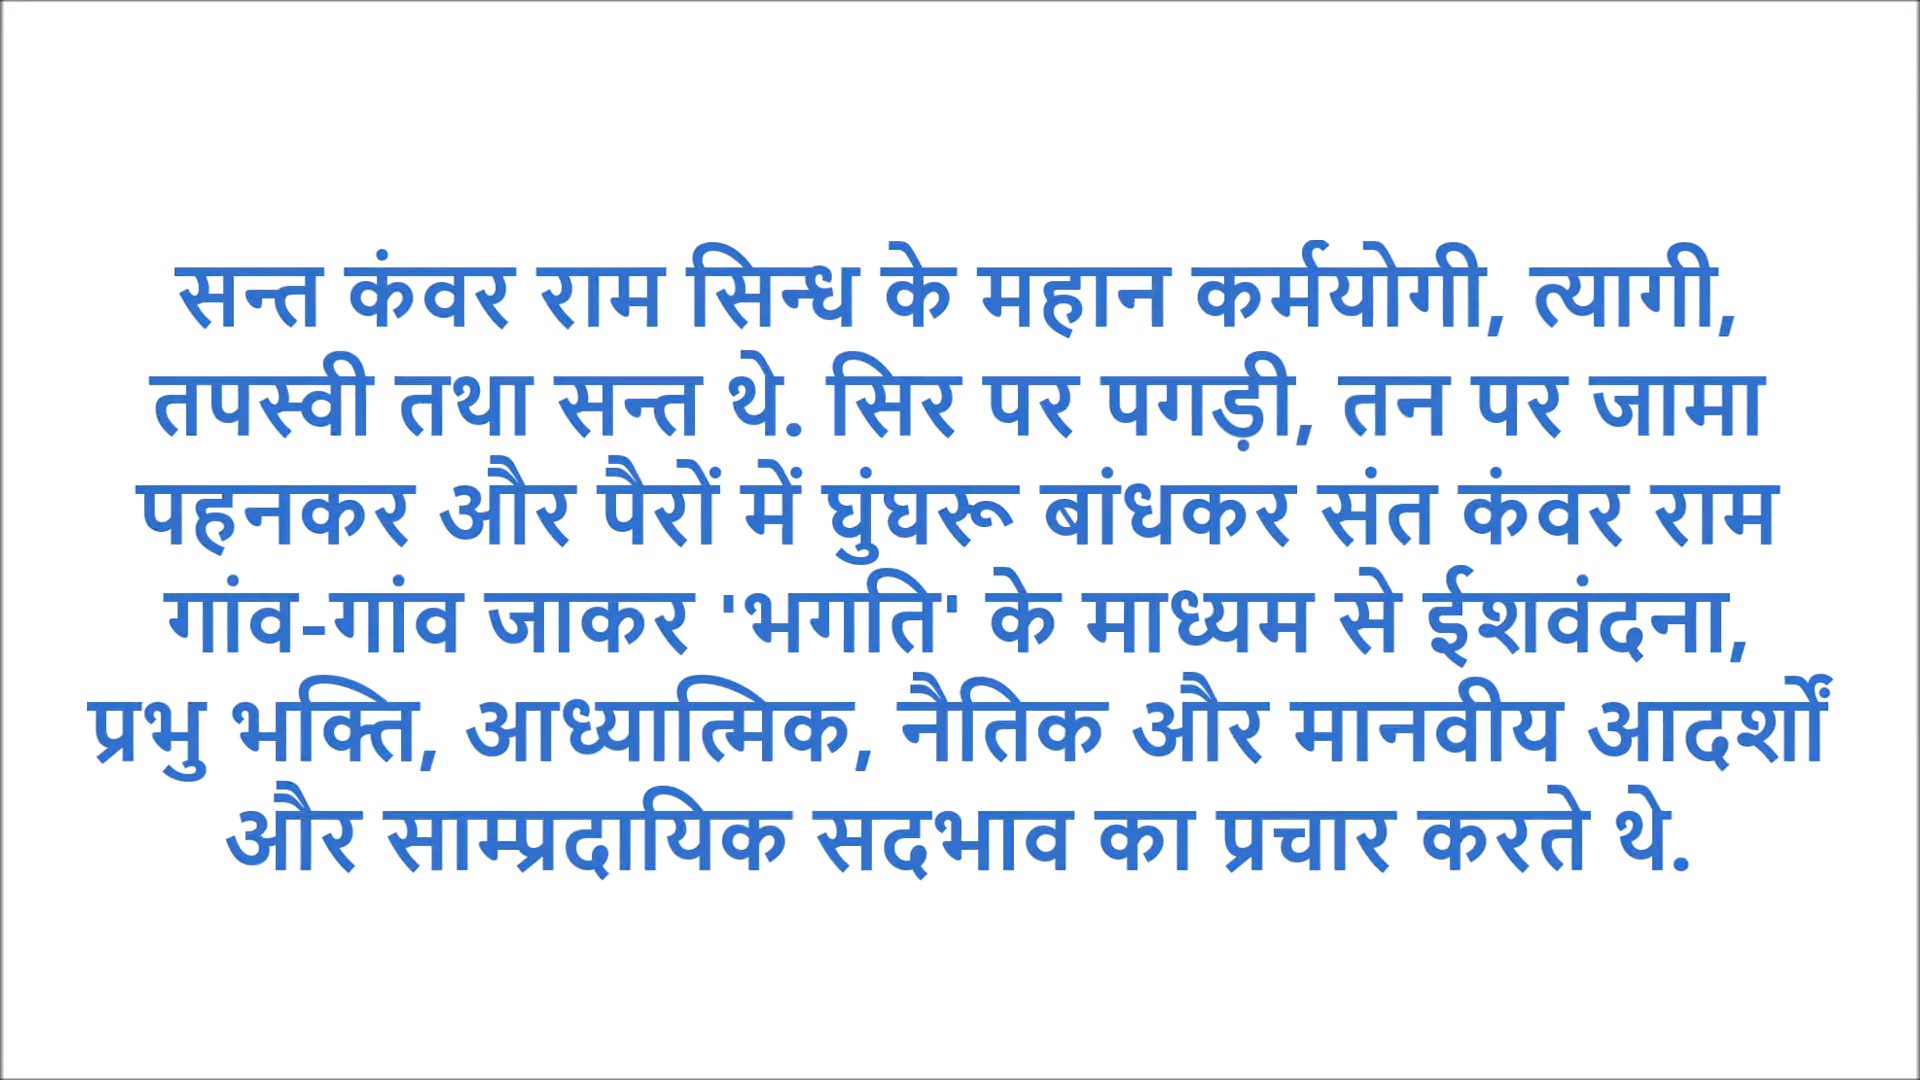 सन्त कंवर राम सिन्ध के महान कर्मयोगी, त्यागी,
तपस्वी तथा सन्त थे. सिर पर पगड़ी, तन पर जामा
पहनकर और पैरों में घुंघरू बांधकर संत कंवर राम
गांव-गांव जाकर 'भगति' के माध्यम से ईशवंदना,
प्रभु भक्ति, आध्यात्मिक, नैतिक और मानवीय आदर्शों
और साम्प्रदायिक सदभाव का प्रचार करते थे.